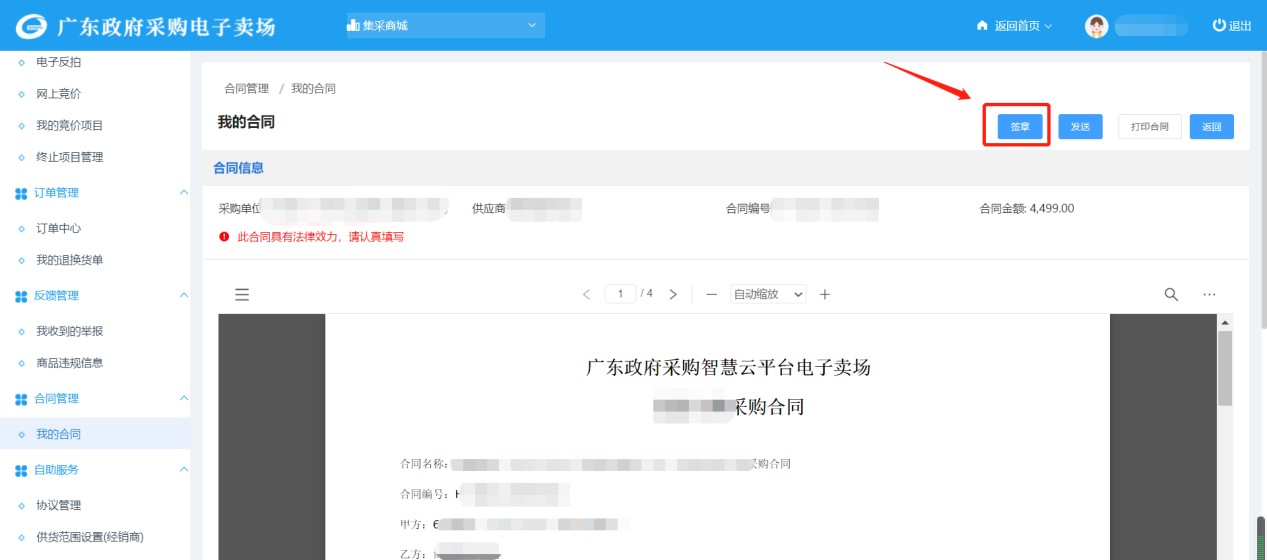 广东政府采购电子卖场
集采商城
返回首页
退出
电子反拍
网上竞价
我的竞价项目
终止项目管理
订单管理
订单中心
我的退换货单
反馈管理
我收到的举报
商品违规信息
合同管理
我的合同
自助服务
协议管理
供货范围设置(经销商)
合同管理 / 我的合同
我的合同
签章 发送 打印合同 返回
合同信息
采购单位 供应商 合同编号 合同金额: 4,499.00
此合同具有法律效力，请认真填写
1 / 4 自动缩放
广东政府采购智慧云平台电子卖场
采购合同
合同名称: 采购合同
合同编号: H
甲方: 6
乙方: